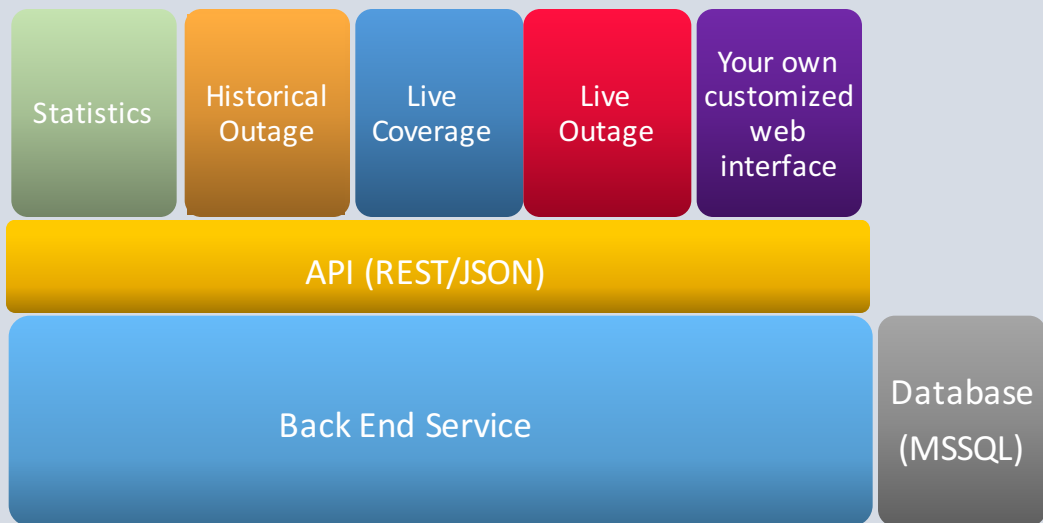 Statistics
Historical
Outage
Live
Coverage
Live
Outage
Your own
customized
web
interface
API (REST/JSON)
Back End Service
Database
(MSSQL)